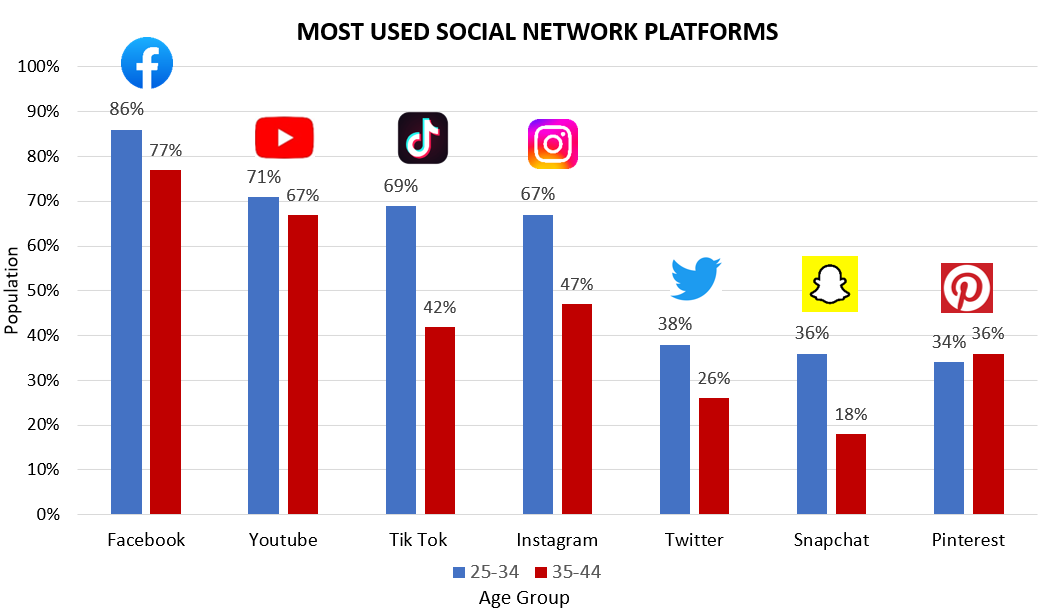 MOST USED SOCIAL NETWORK PLATFORMS
100%
90%
80%
70%
60%
50%
40%
30%
20%
10%
0%
Population
86%
77%
71%
67%
69%
42%
67%
47%
38%
26%
36%
18%
34%
36%
Facebook
Youtube
Tik Tok
Instagram
Twitter
Snapchat
Pinterest
25-34
35-44
Age Group